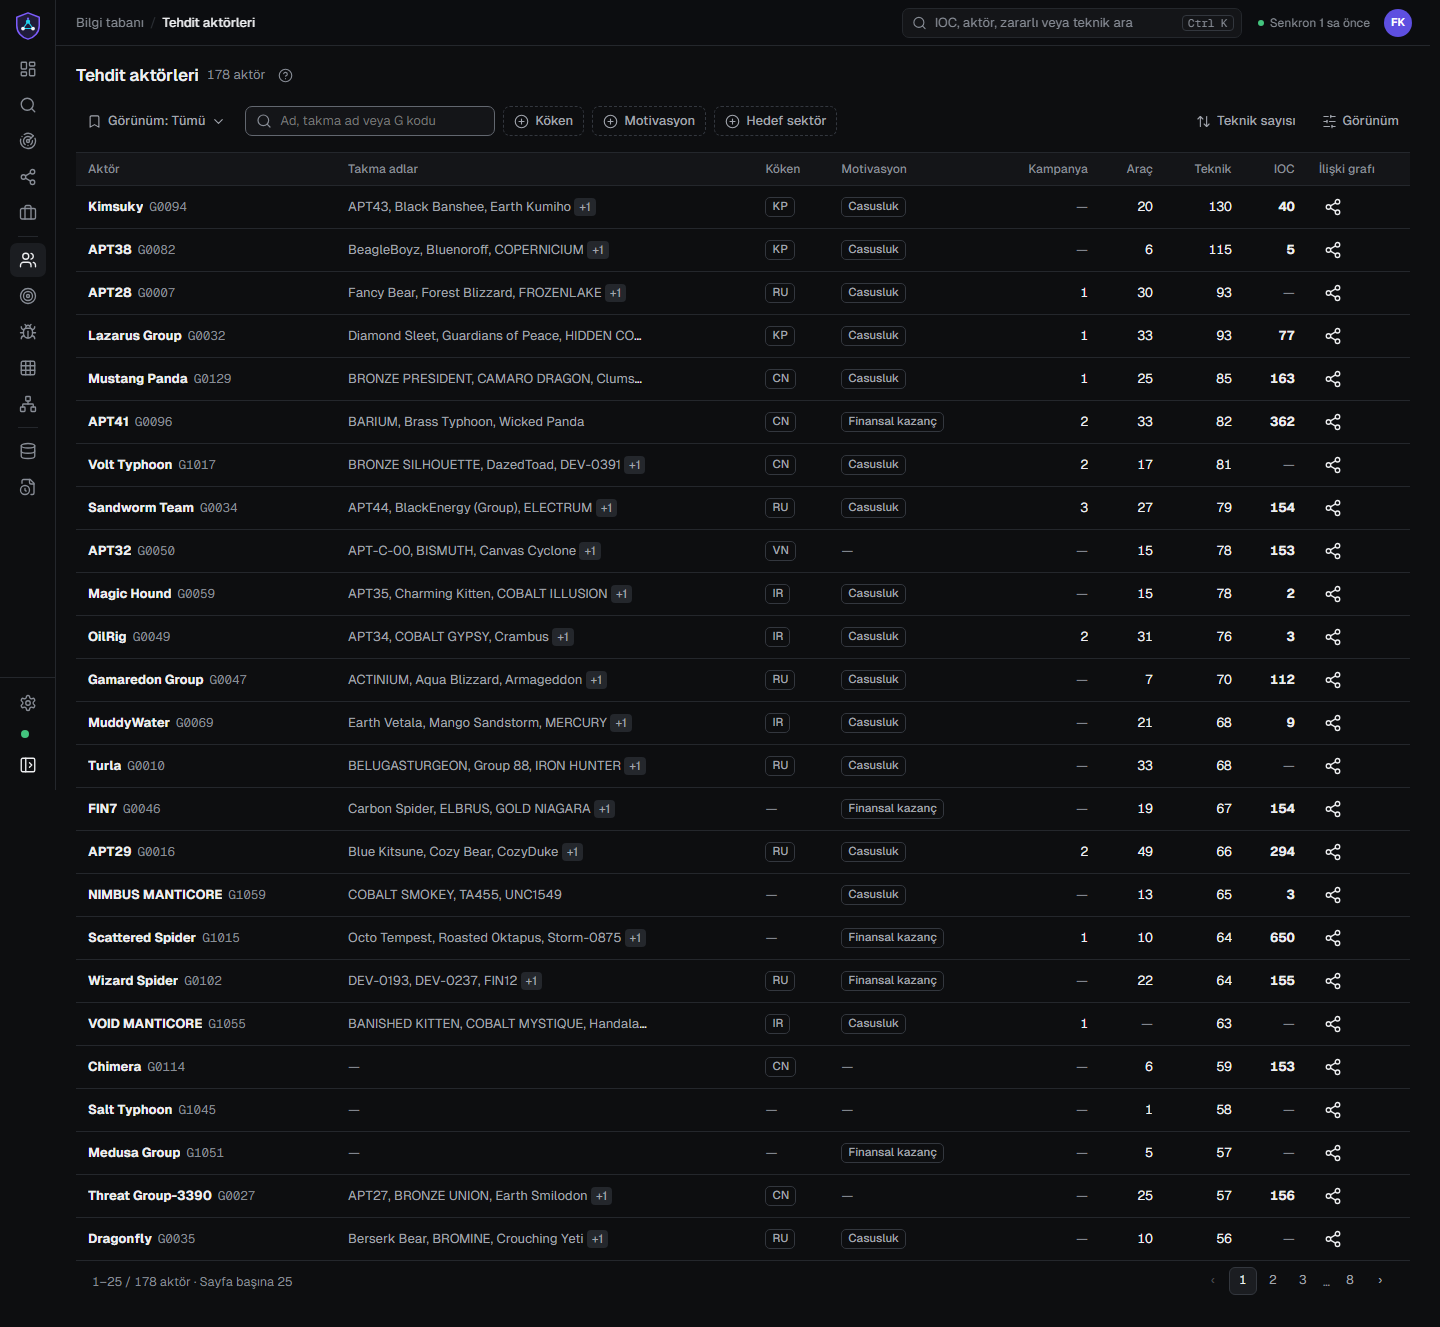 Bilgi tabanı / Tehdit aktörleri
IOC, aktör, zararlı veya teknik ara Ctrl K
Senkron 1 sa önce
FK
Tehdit aktörleri 178 aktör
Görünüm: Tümü Ad, takma ad veya G kodu Köken Motivasyon Hedef sektör Teknik sayısı Görünüm
Aktör Takma adlar Köken Motivasyon Kampanya Araç Teknik IOC İlişki grafı
Kimsuky G0094 APT43, Black Banshee, Earth Kumiho +1 KP Casusluk — 20 130 40
APT38 G0082 BeagleBoyz, Bluenoroff, COPERNICIUM +1 KP Casusluk — 6 115 5
APT28 G0007 Fancy Bear, Forest Blizzard, FROZENLAKE +1 RU Casusluk 1 30 93 —
Lazarus Group G0032 Diamond Sleet, Guardians of Peace, HIDDEN CO… KP Casusluk 1 33 93 77
Mustang Panda G0129 BRONZE PRESIDENT, CAMARO DRAGON, Clums… CN Casusluk 1 25 85 163
APT41 G0096 BARIUM, Brass Typhoon, Wicked Panda CN Finansal kazanç 2 33 82 362
Volt Typhoon G1017 BRONZE SILHOUETTE, DazedToad, DEV-0391 +1 CN Casusluk 2 17 81 —
Sandworm Team G0034 APT44, BlackEnergy (Group), ELECTRUM +1 RU Casusluk 3 27 79 154
APT32 G0050 APT-C-00, BISMUTH, Canvas Cyclone +1 VN — — 15 78 153
Magic Hound G0059 APT35, Charming Kitten, COBALT ILLUSION +1 IR Casusluk — 15 78 2
OilRig G0049 APT34, COBALT GYPSY, Crambus +1 IR Casusluk 2 31 76 3
Gamaredon Group G0047 ACTINIUM, Aqua Blizzard, Armageddon +1 RU Casusluk — 7 70 112
MuddyWater G0069 Earth Vetala, Mango Sandstorm, MERCURY +1 IR Casusluk — 21 68 9
Turla G0010 BELUGASTURGEON, Group 88, IRON HUNTER +1 RU Casusluk — 33 68 —
FIN7 G0046 Carbon Spider, ELBRUS, GOLD NIAGARA +1 — Finansal kazanç — 19 67 154
APT29 G0016 Blue Kitsune, Cozy Bear, CozyDuke +1 RU Casusluk 2 49 66 294
NIMBUS MANTICORE G1059 COBALT SMOKEY, TA455, UNC1549 — Casusluk — 13 65 3
Scattered Spider G1015 Octo Tempest, Roasted 0ktapus, Storm-0875 +1 — Finansal kazanç 1 10 64 650
Wizard Spider G0102 DEV-0193, DEV-0237, FIN12 +1 RU Finansal kazanç — 22 64 155
VOID MANTICORE G1055 BANISHED KITTEN, COBALT MYSTIQUE, Handala… IR Casusluk 1 — 63 —
Chimera G0114 — CN — — 6 59 153
Salt Typhoon G1045 — — — — 1 58 —
Medusa Group G1051 — — Finansal kazanç — 5 57 —
Threat Group-3390 G0027 APT27, BRONZE UNION, Earth Smilodon +1 CN — — 25 57 156
Dragonfly G0035 Berserk Bear, BROMINE, Crouching Yeti +1 RU Casusluk — 10 56 —
1–25 / 178 aktör · Sayfa başına 25 ‹ 1 2 3 … 8 ›